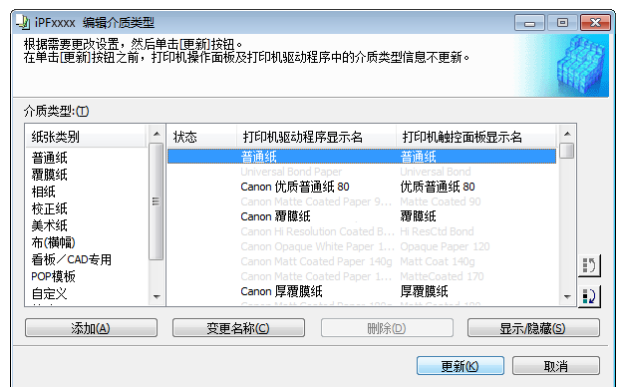 iPFxxxx 编辑介质类型
根据需要更改设置，然后单击[更新]按钮。
在单击[更新]按钮之前，打印机操作面板及打印机驱动程序中的介质类型信息不更新。
介质类型:(T)
纸张类别 状态 打印机驱动程序显示名 打印机触控面板显示名
普通纸 普通纸 普通纸
覆膜纸 Universal Bond Paper Universal Bond
相纸 Canon 优质普通纸 80 优质普通纸 80
校正纸 Canon Matte Coated Paper 9... Matte Coated 90
美术纸 Canon 覆膜纸 覆膜纸
布(横幅) Canon Hi Resolution Coated B... Hi ResCtd Bond
看板／CAD专用 Canon Opaque White Paper 1... Opaque Paper 120
POP模板 Canon Matt Coated Paper 140g Matt Coat 140g
自定义 Canon Matte Coated Paper 1... MatteCoated 170
Canon 厚覆膜纸 厚覆膜纸
添加(A) 变更名称(C) 删除(D) 显示/隐藏(S)
更新(K) 取消